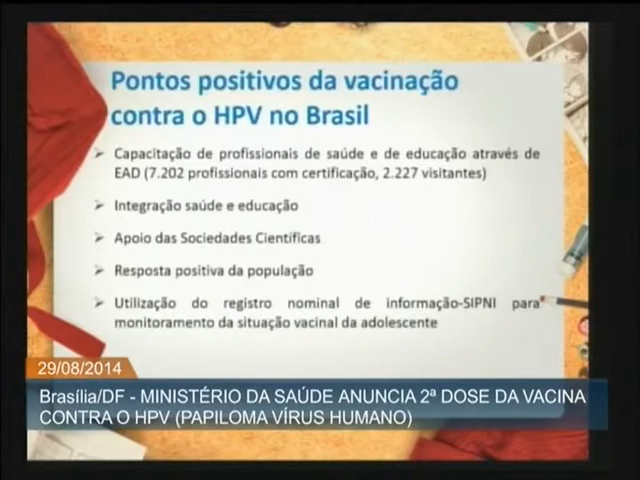 Pontos positivos da vacinação
contra o HPV no Brasil
➢ Capacitação de profissionais de saúde e de educação através de
EAD (7.202 profissionais com certificação, 2.227 visitantes)
➢ Integração saúde e educação
➢ Apoio das Sociedades Científicas
➢ Resposta positiva da população
➢ Utilização do registro nominal de informação-SIPNI para
monitoramento da situação vacinal da adolescente
29/08/2014
Brasília/DF - MINISTÉRIO DA SAÚDE ANUNCIA 2ª DOSE DA VACINA
CONTRA O HPV (PAPILOMA VÍRUS HUMANO)